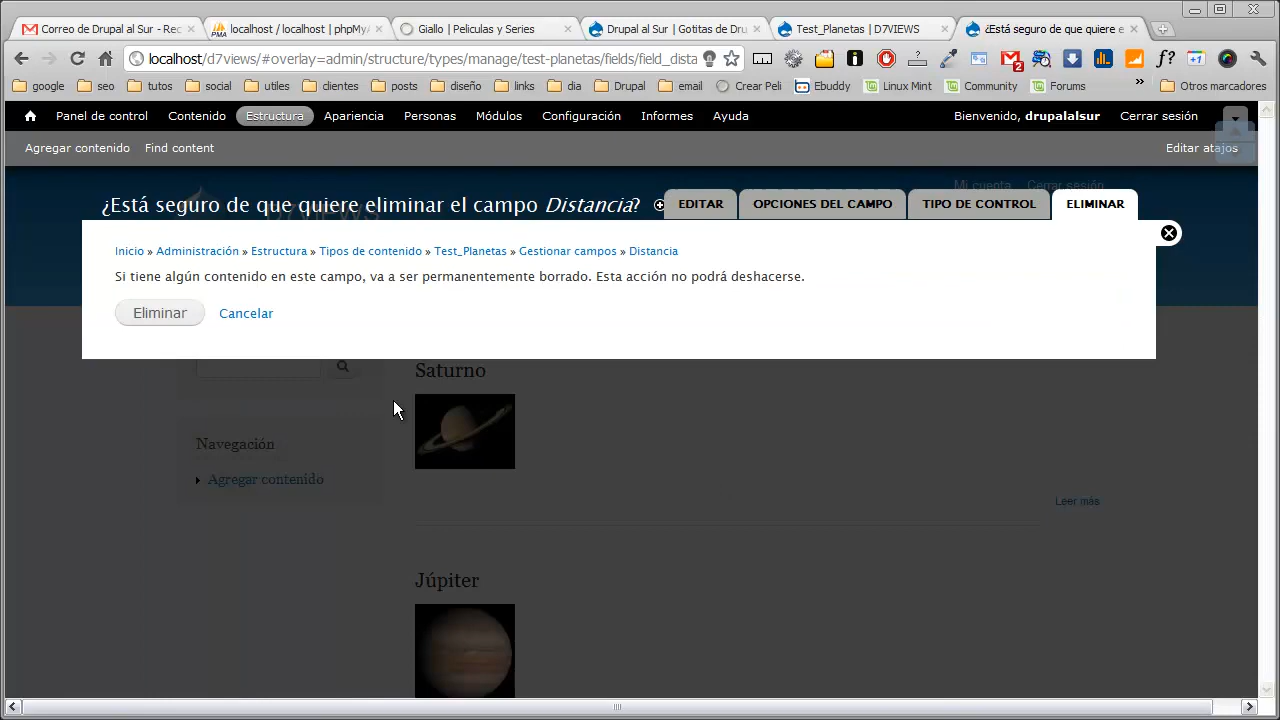 Correo de Drupal al Sur - Rec
localhost / localhost | phpMy
Giallo | Peliculas y Series
Drupal al Sur | Gotitas de Dru
Test_Planetas | D7VIEWS
¿Está seguro de que quiere e
localhost/d7views/#overlay=admin/structure/types/manage/test-planetas/fields/field_dista
google
seo
tutos
social
utiles
clientes
posts
diseño
links
dia
Drupal
email
Crear Peli
Ebuddy
Linux Mint
Community
Forums
»
Otros marcadores
Panel de control
Contenido
Estructura
Apariencia
Personas
Módulos
Configuración
Informes
Ayuda
Bienvenido, drupalalsur
Cerrar sesión
Agregar contenido
Find content
Editar atajos
Mi cuenta
Cerrar sesión
D7VIEWS
¿Está seguro de que quiere eliminar el campo Distancia?
EDITAR
OPCIONES DEL CAMPO
TIPO DE CONTROL
ELIMINAR
Inicio » Administración » Estructura » Tipos de contenido » Test_Planetas » Gestionar campos » Distancia
Si tiene algún contenido en este campo, va a ser permanentemente borrado. Esta acción no podrá deshacerse.
Eliminar
Cancelar
Saturno
Navegación
Agregar contenido
Leer más
Júpiter